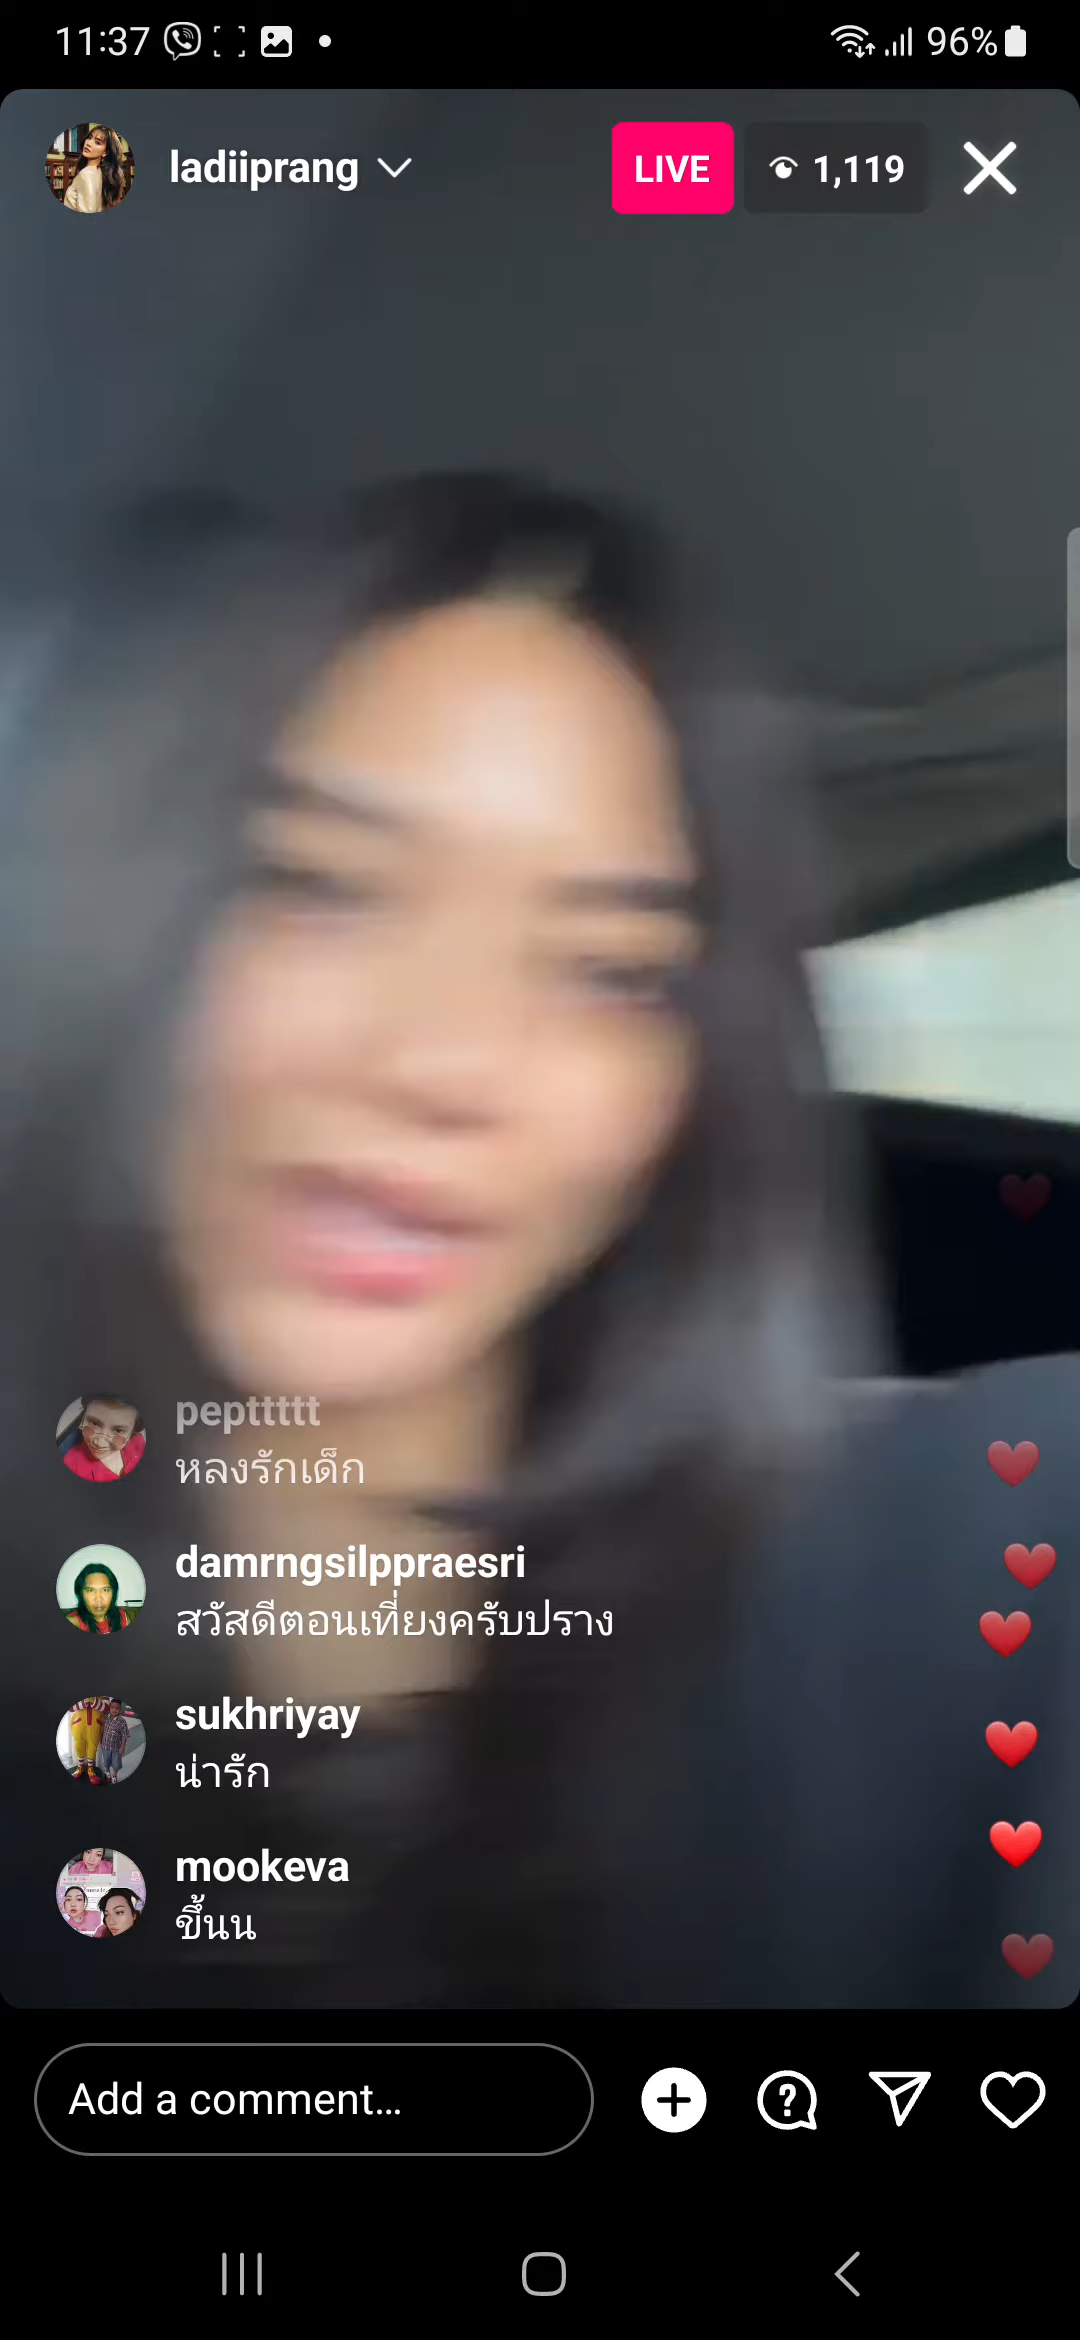 11:37
96%
ladiiprang
LIVE
1,119
pepttttt
หลงรักเด็ก
damrngsilppraesri
สวัสดีตอนเที่ยงครับปราง
sukhriyay
น่ารัก
mookeva
ขึ้นน
Add a comment...